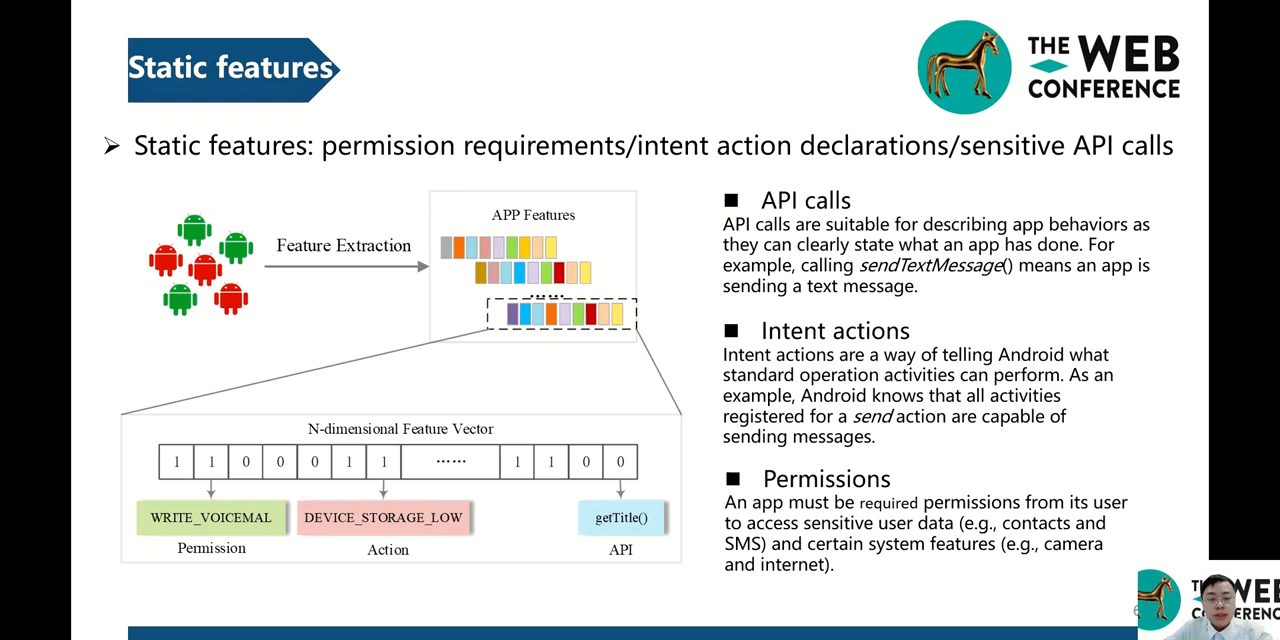 Static features
THE WEB
CONFERENCE
➢ Static features: permission requirements/intent action declarations/sensitive API calls
Feature Extraction
APP Features
......
N-dimensional Feature Vector
1 1 0 0 0 1 1 ...... 1 1 0 0
WRITE_VOICEMAL
DEVICE_STORAGE_LOW
getTitle()
Permission
Action
API
■ API calls
API calls are suitable for describing app behaviors as
they can clearly state what an app has done. For
example, calling sendTextMessage() means an app is
sending a text message.
■ Intent actions
Intent actions are a way of telling Android what
standard operation activities can perform. As an
example, Android knows that all activities
registered for a send action are capable of
sending messages.
■ Permissions
An app must be required permissions from its user
to access sensitive user data (e.g., contacts and
SMS) and certain system features (e.g., camera
and internet).